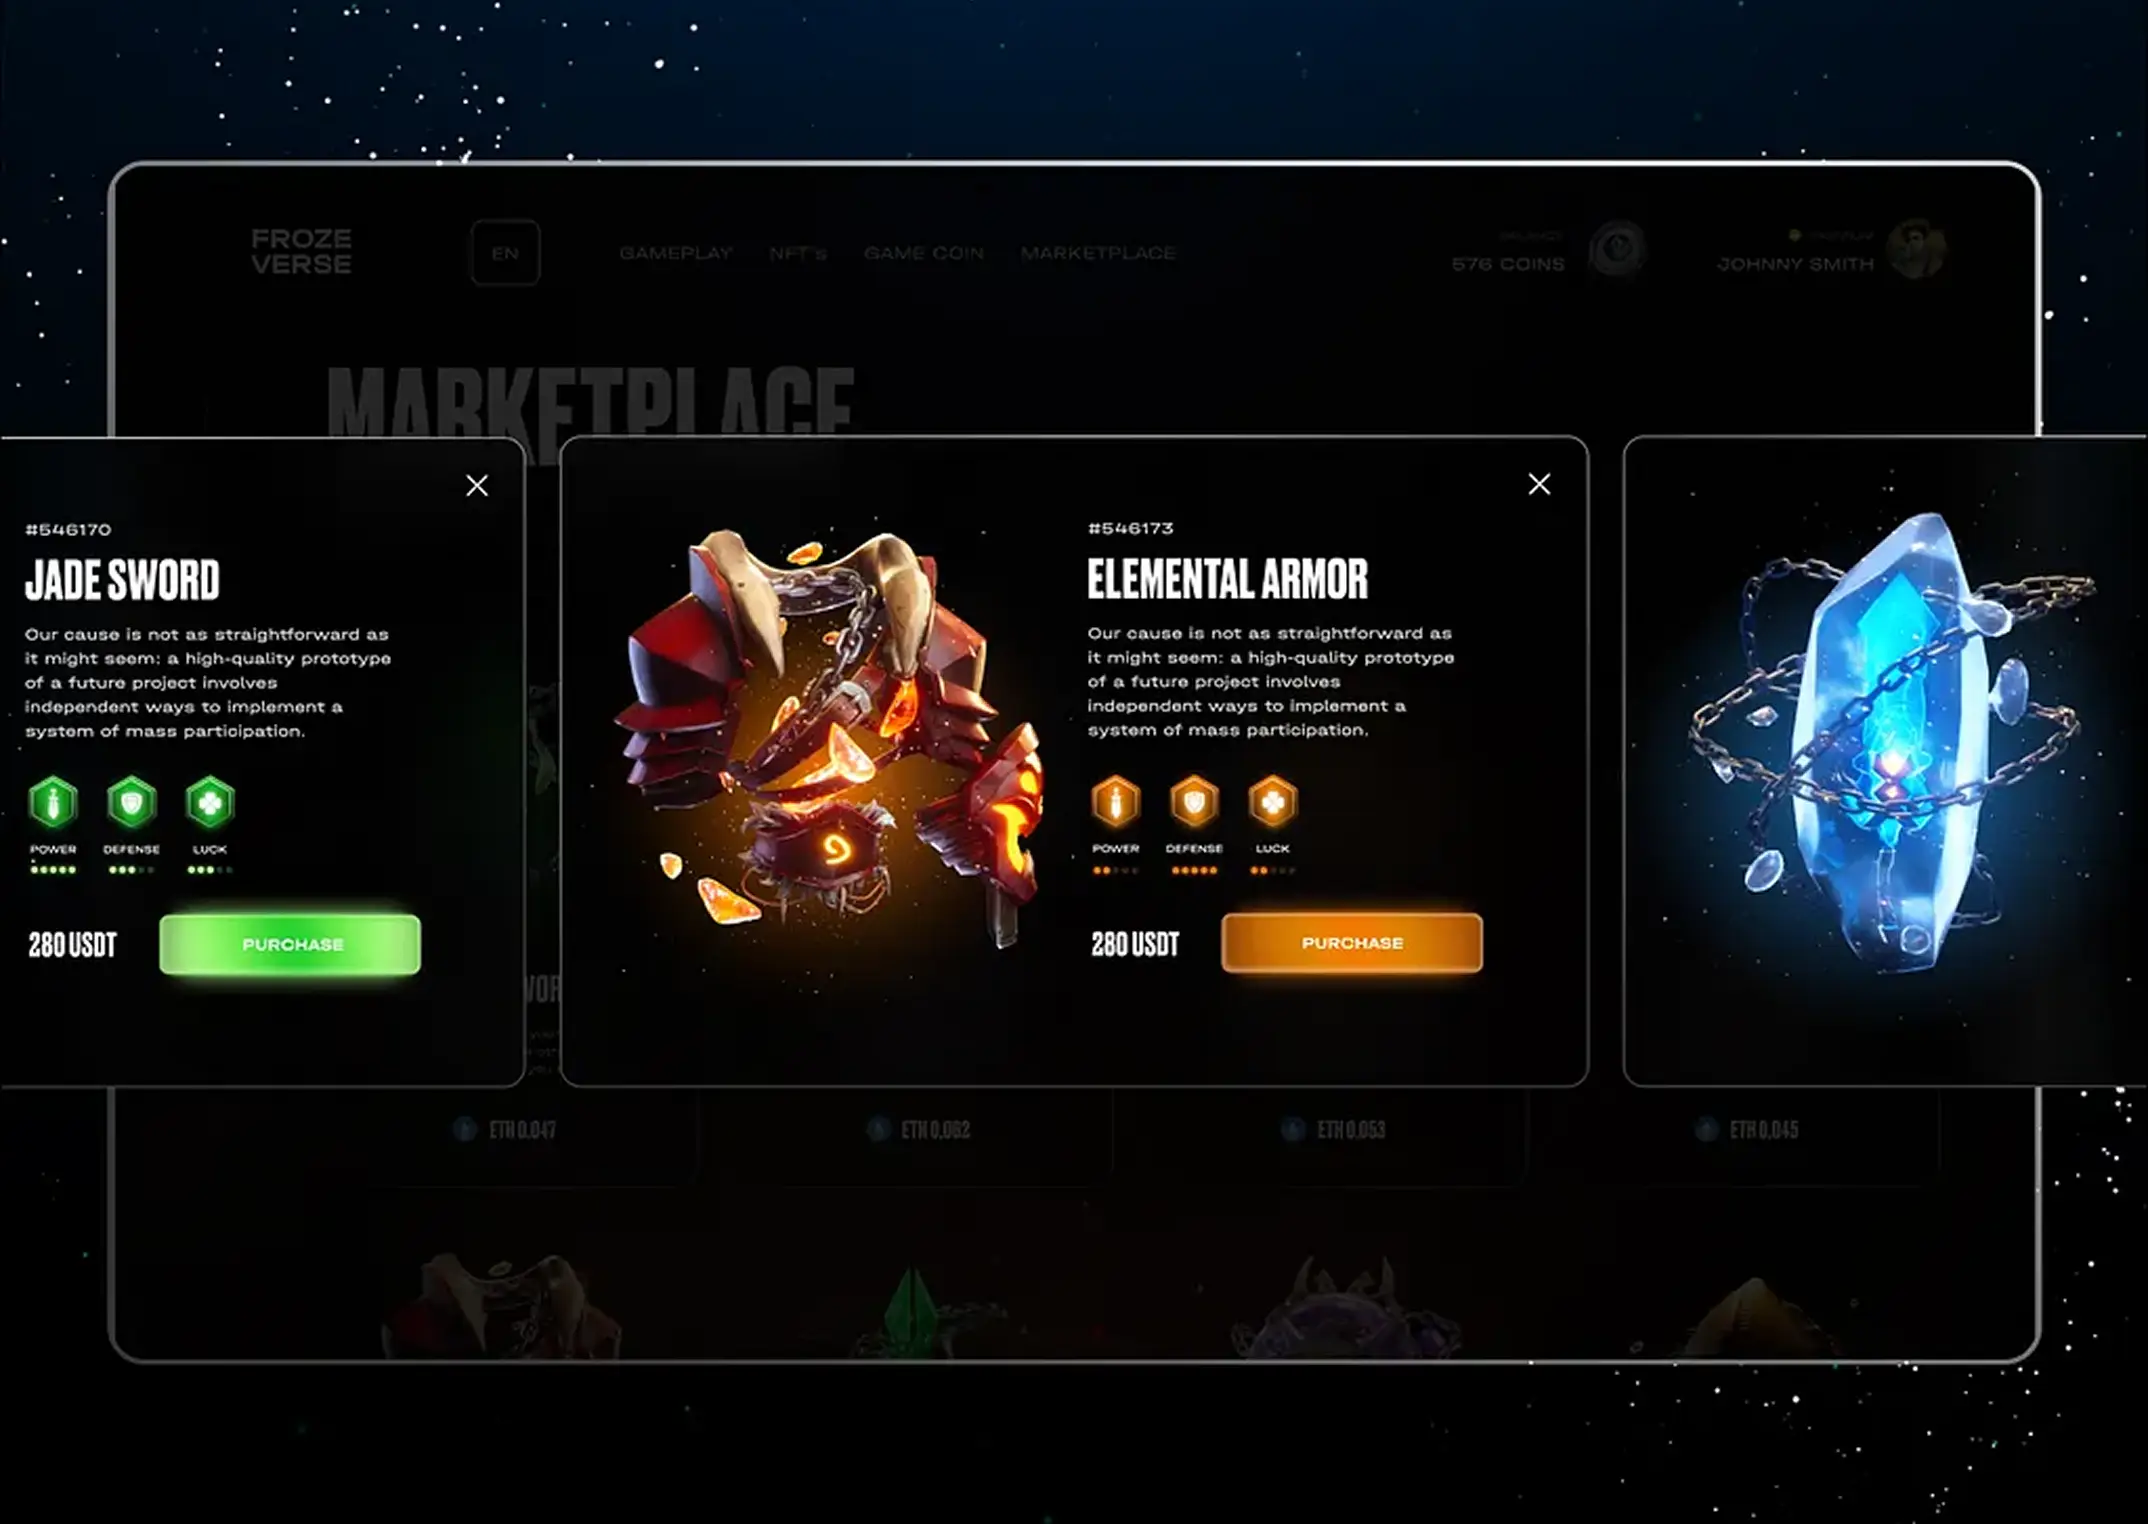 FROZE
VERSE
EN
GAMEPLAY
NFT's
GAME COIN
MARKETPLACE
576 COINS
JOHNNY SMITH
MARKETPLACE
#546170
JADE SWORD
Our cause is not as straightforward as
it might seem: a high-quality prototype
of a future project involves
independent ways to implement a
system of mass participation.
POWER
DEFENSE
LUCK
280 USDT
PURCHASE
#546173
ELEMENTAL ARMOR
Our cause is not as straightforward as
it might seem: a high-quality prototype
of a future project involves
independent ways to implement a
system of mass participation.
POWER
DEFENSE
LUCK
280 USDT
PURCHASE
ETH 0,047
ETH 0,062
ETH 0,053
ETH 0,045